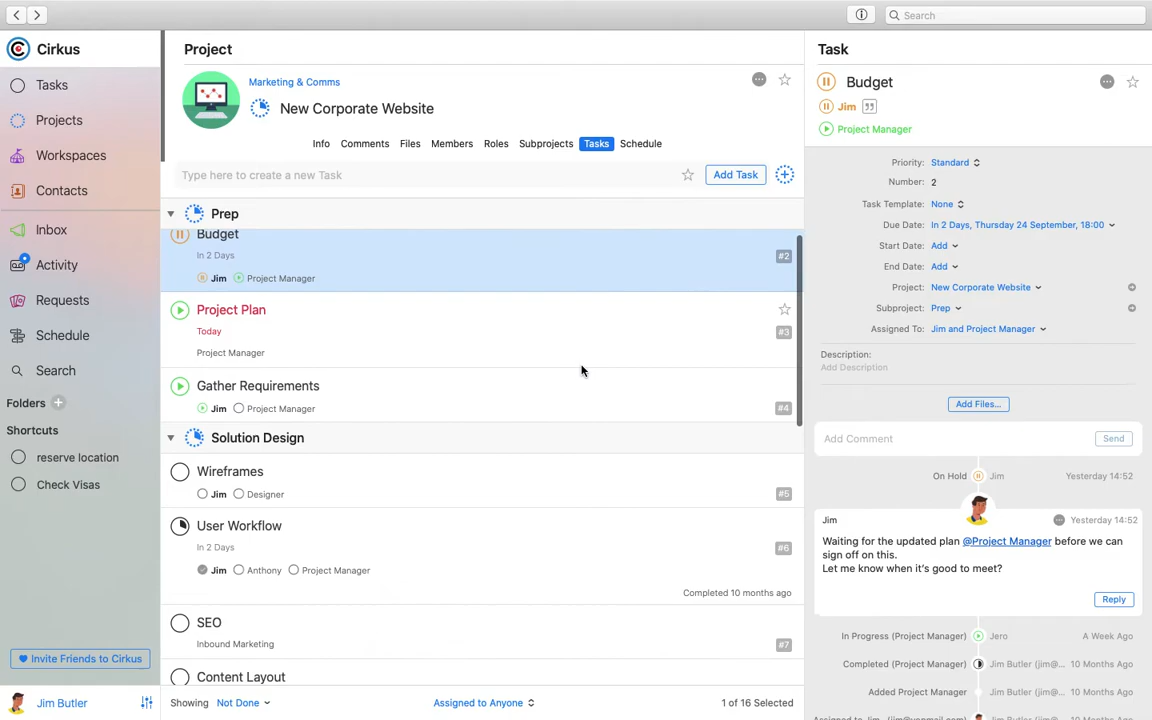 Search
Cirkus
Tasks
Projects
Workspaces
Contacts
Inbox
Activity
Requests
Schedule
Search
Folders
Shortcuts
reserve location
Check Visas
Invite Friends to Cirkus
Jim Butler
Project
Marketing & Comms
New Corporate Website
Info Comments Files Members Roles Subprojects Tasks Schedule
Type here to create a new Task Add Task
Prep
Budget
In 2 Days #2
Jim Project Manager
Project Plan
Today #3
Project Manager
Gather Requirements
Jim Project Manager #4
Solution Design
Wireframes
Jim Designer #5
User Workflow
In 2 Days #6
Jim Anthony Project Manager
Completed 10 months ago
SEO
Inbound Marketing #7
Content Layout
Showing Not Done Assigned to Anyone 1 of 16 Selected
Task
Budget
Jim
Project Manager
Priority: Standard
Number: 2
Task Template: None
Due Date: In 2 Days, Thursday 24 September, 18:00
Start Date: Add
End Date: Add
Project: New Corporate Website
Subproject: Prep
Assigned To: Jim and Project Manager
Description:
Add Description
Add Files...
Add Comment Send
On Hold Jim Yesterday 14:52
Jim Yesterday 14:52
Waiting for the updated plan @Project Manager before we can
sign off on this.
Let me know when it's good to meet?
Reply
In Progress (Project Manager) Jero A Week Ago
Completed (Project Manager) Jim Butler (jim@... 10 Months Ago
Added Project Manager Jim Butler (jim@... 10 Months Ago